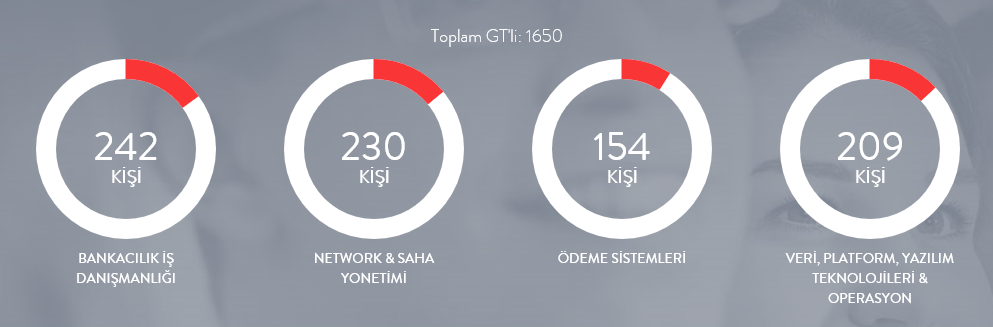 Toplam GT'li: 1650
242
KİŞİ
BANKACILIK İŞ
DANIŞMANLIĞI
230
KİŞİ
NETWORK & SAHA
YONETİMİ
154
KİŞİ
ÖDEME SİSTEMLERİ
209
KİŞİ
VERİ, PLATFORM, YAZILIM
TEKNOLOJİLERİ &
OPERASYON